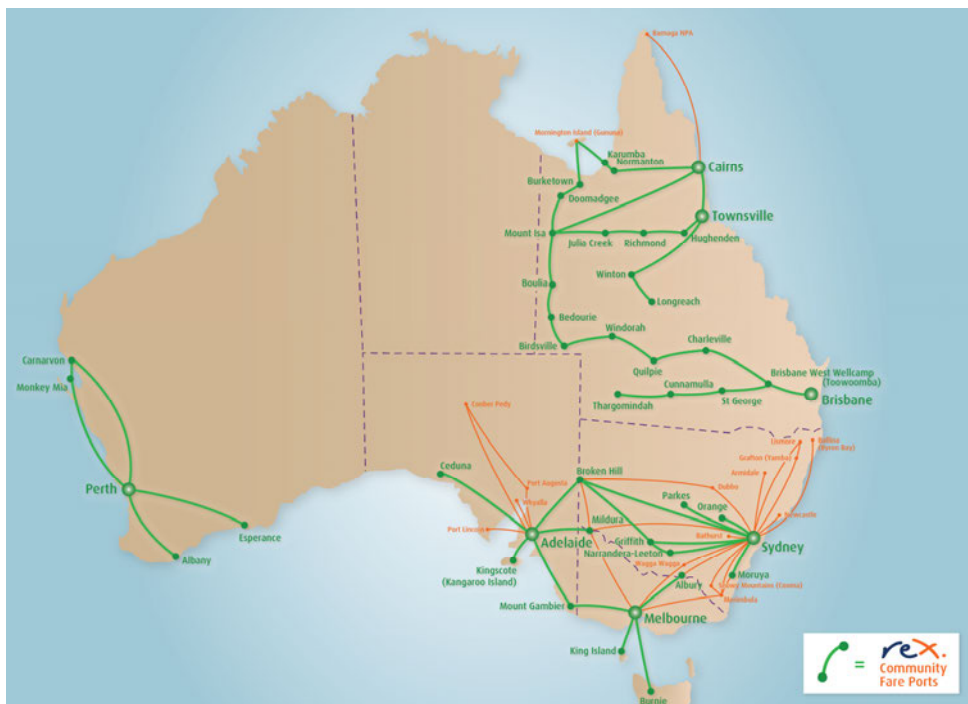 Bamaga NPA
Mornington Island (Gununa)
Karumba
Normanton
Cairns
Burketown
Doomadgee
Townsville
Mount Isa
Julia Creek
Richmond
Hughenden
Winton
Boulia
Longreach
Bedourie
Windorah
Charleville
Birdsville
Carnarvon
Quilpie
Brisbane West Wellcamp
(Toowoomba)
Monkey Mia
Cunnamulla
St George
Thargomindah
Brisbane
Coober Pedy
Lismore
Ballina
(Byron Bay)
Grafton (Yamba)
Ceduna
Broken Hill
Armidale
Port Augusta
Dubbo
Perth
Whyalla
Parkes
Orange
Newcastle
Port Lincoln
Mildura
Esperance
Adelaide
Bathurst
Griffith
Sydney
Narrandera-Leeton
Albany
Kingscote
(Kangaroo Island)
Wagga Wagga
Albury
Moruya
Snowy Mountains (Cooma)
Merimbula
Mount Gambier
Melbourne
King Island
Burnie
= rex.
Community
Fare Ports